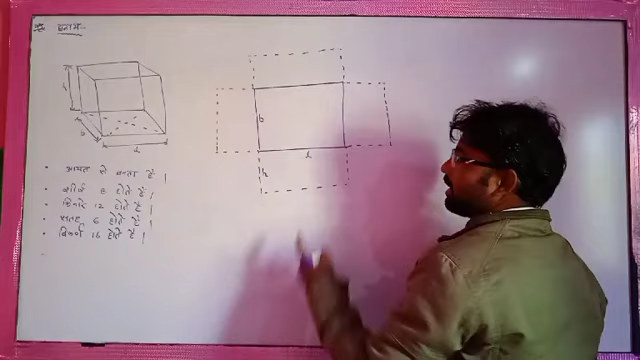 घनाभ:-
h
b
l
b
l
h
• आयत से बनता है।
• शीर्ष 8 होते हैं।
• किनारे 12 होते हैं।
• सतह 6 होते हैं।
• विकर्ण 16 होते हैं।